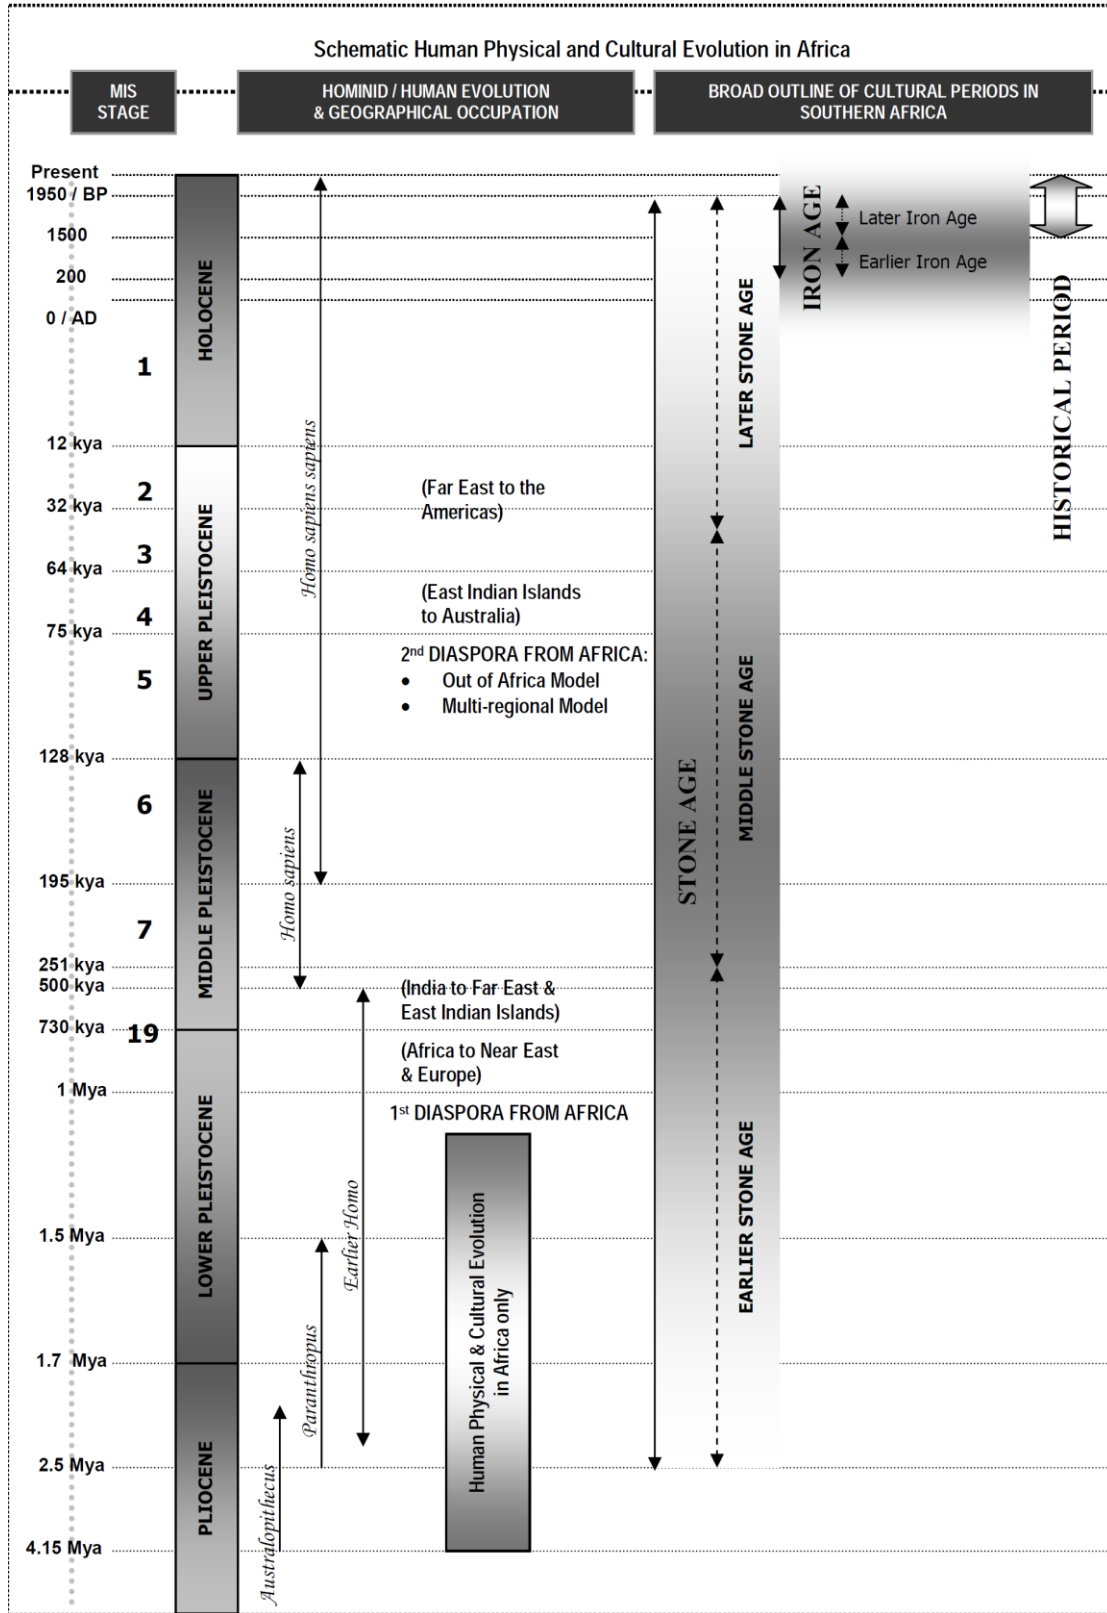 Schematic Human Physical and Cultural Evolution in Africa
MIS
STAGE
HOMINID / HUMAN EVOLUTION
& GEOGRAPHICAL OCCUPATION
BROAD OUTLINE OF CULTURAL PERIODS IN
SOUTHERN AFRICA
Present
1950 / BP
1500
200
0 / AD
12 kya
32 kya
64 kya
75 kya
128 kya
195 kya
251 kya
500 kya
730 kya
1 Mya
1.5 Mya
1.7 Mya
2.5 Mya
4.15 Mya
1
2
3
4
5
6
7
19
HOLOCENE
UPPER PLEISTOCENE
MIDDLE PLEISTOCENE
LOWER PLEISTOCENE
PLIOCENE
Homo sapiens sapiens
Homo sapiens
Earlier Homo
Paranthropus
Australopithecus
(Far East to the
Americas)
(East Indian Islands
to Australia)
2nd DIASPORA FROM AFRICA:
• Out of Africa Model
• Multi-regional Model
(India to Far East &
East Indian Islands)
(Africa to Near East
& Europe)
1st DIASPORA FROM AFRICA
Human Physical & Cultural Evolution
in Africa only
STONE AGE
LATER STONE AGE
MIDDLE STONE AGE
EARLIER STONE AGE
IRON AGE
Later Iron Age
Earlier Iron Age
HISTORICAL PERIOD